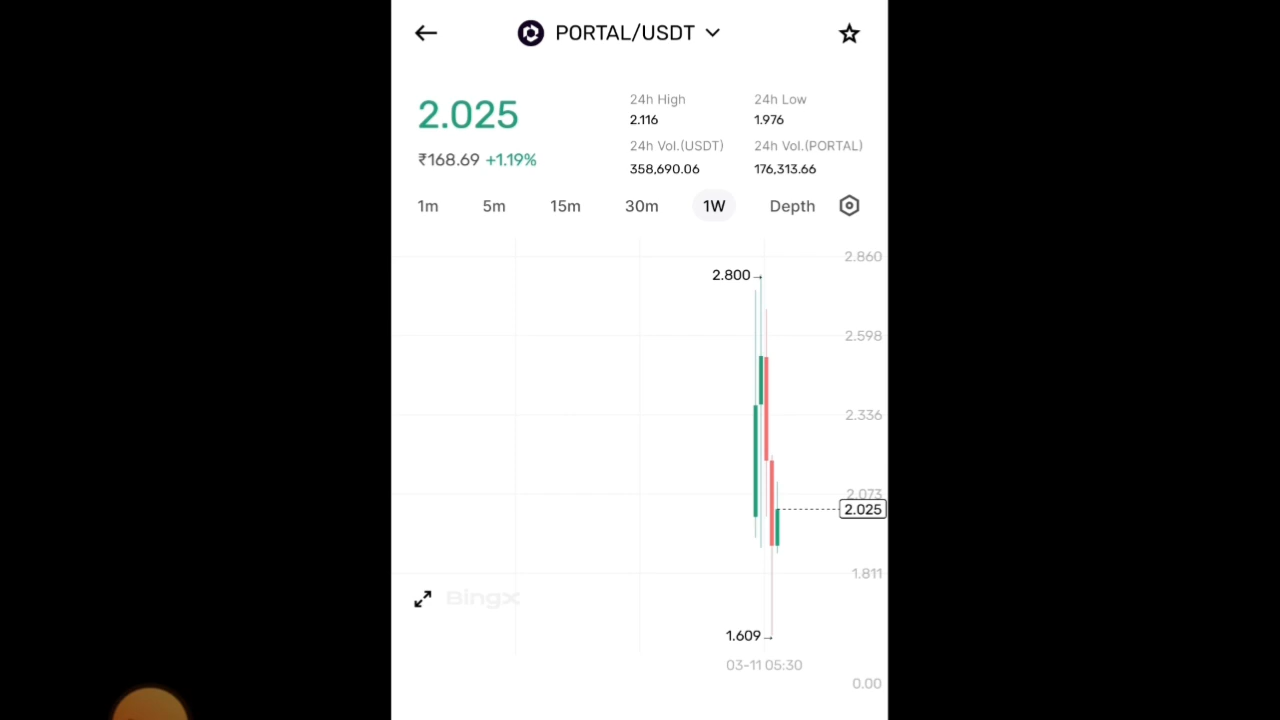 PORTAL/USDT
2.025
₹168.69 +1.19%
24h High
2.116
24h Low
1.976
24h Vol.(USDT)
358,690.06
24h Vol.(PORTAL)
176,313.66
1m 5m 15m 30m 1W Depth
2.860
2.800
2.598
2.336
2.073
2.025
1.811
BingX
1.609
03-11 05:30
0.00